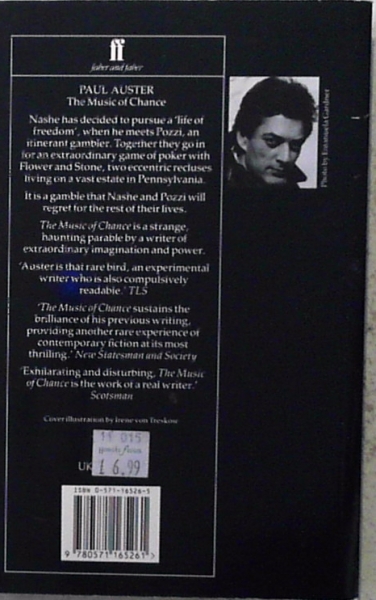 ff
faber and faber
PAUL AUSTER
The Music of Chance
Nashe has decided to pursue a 'life of
freedom', when he meets Pozzi, an
itinerant gambler. Together they go in
for an extraordinary game of poker with
Flower and Stone, two eccentric recluses
living on a vast estate in Pennsylvania.
It is a gamble that Nashe and Pozzi will
regret for the rest of their lives.
The Music of Chance is a strange,
haunting parable by a writer of
extraordinary imagination and power.
'Auster is that rare bird, an experimental
writer who is also compulsively
readable.' TLS
'The Music of Chance sustains the
brilliance of his previous writing,
providing another rare experience of
contemporary fiction at its most
thrilling.' New Statesman and Society
'Exhilarating and disturbing, The Music
of Chance is the work of a real writer.'
Scotsman
Cover illustration by Irene von Treskow
015
UK
£ 6.99
ISBN 0-571-16526-5
9 780571 165261 >
Photo by Emanuela Gardner